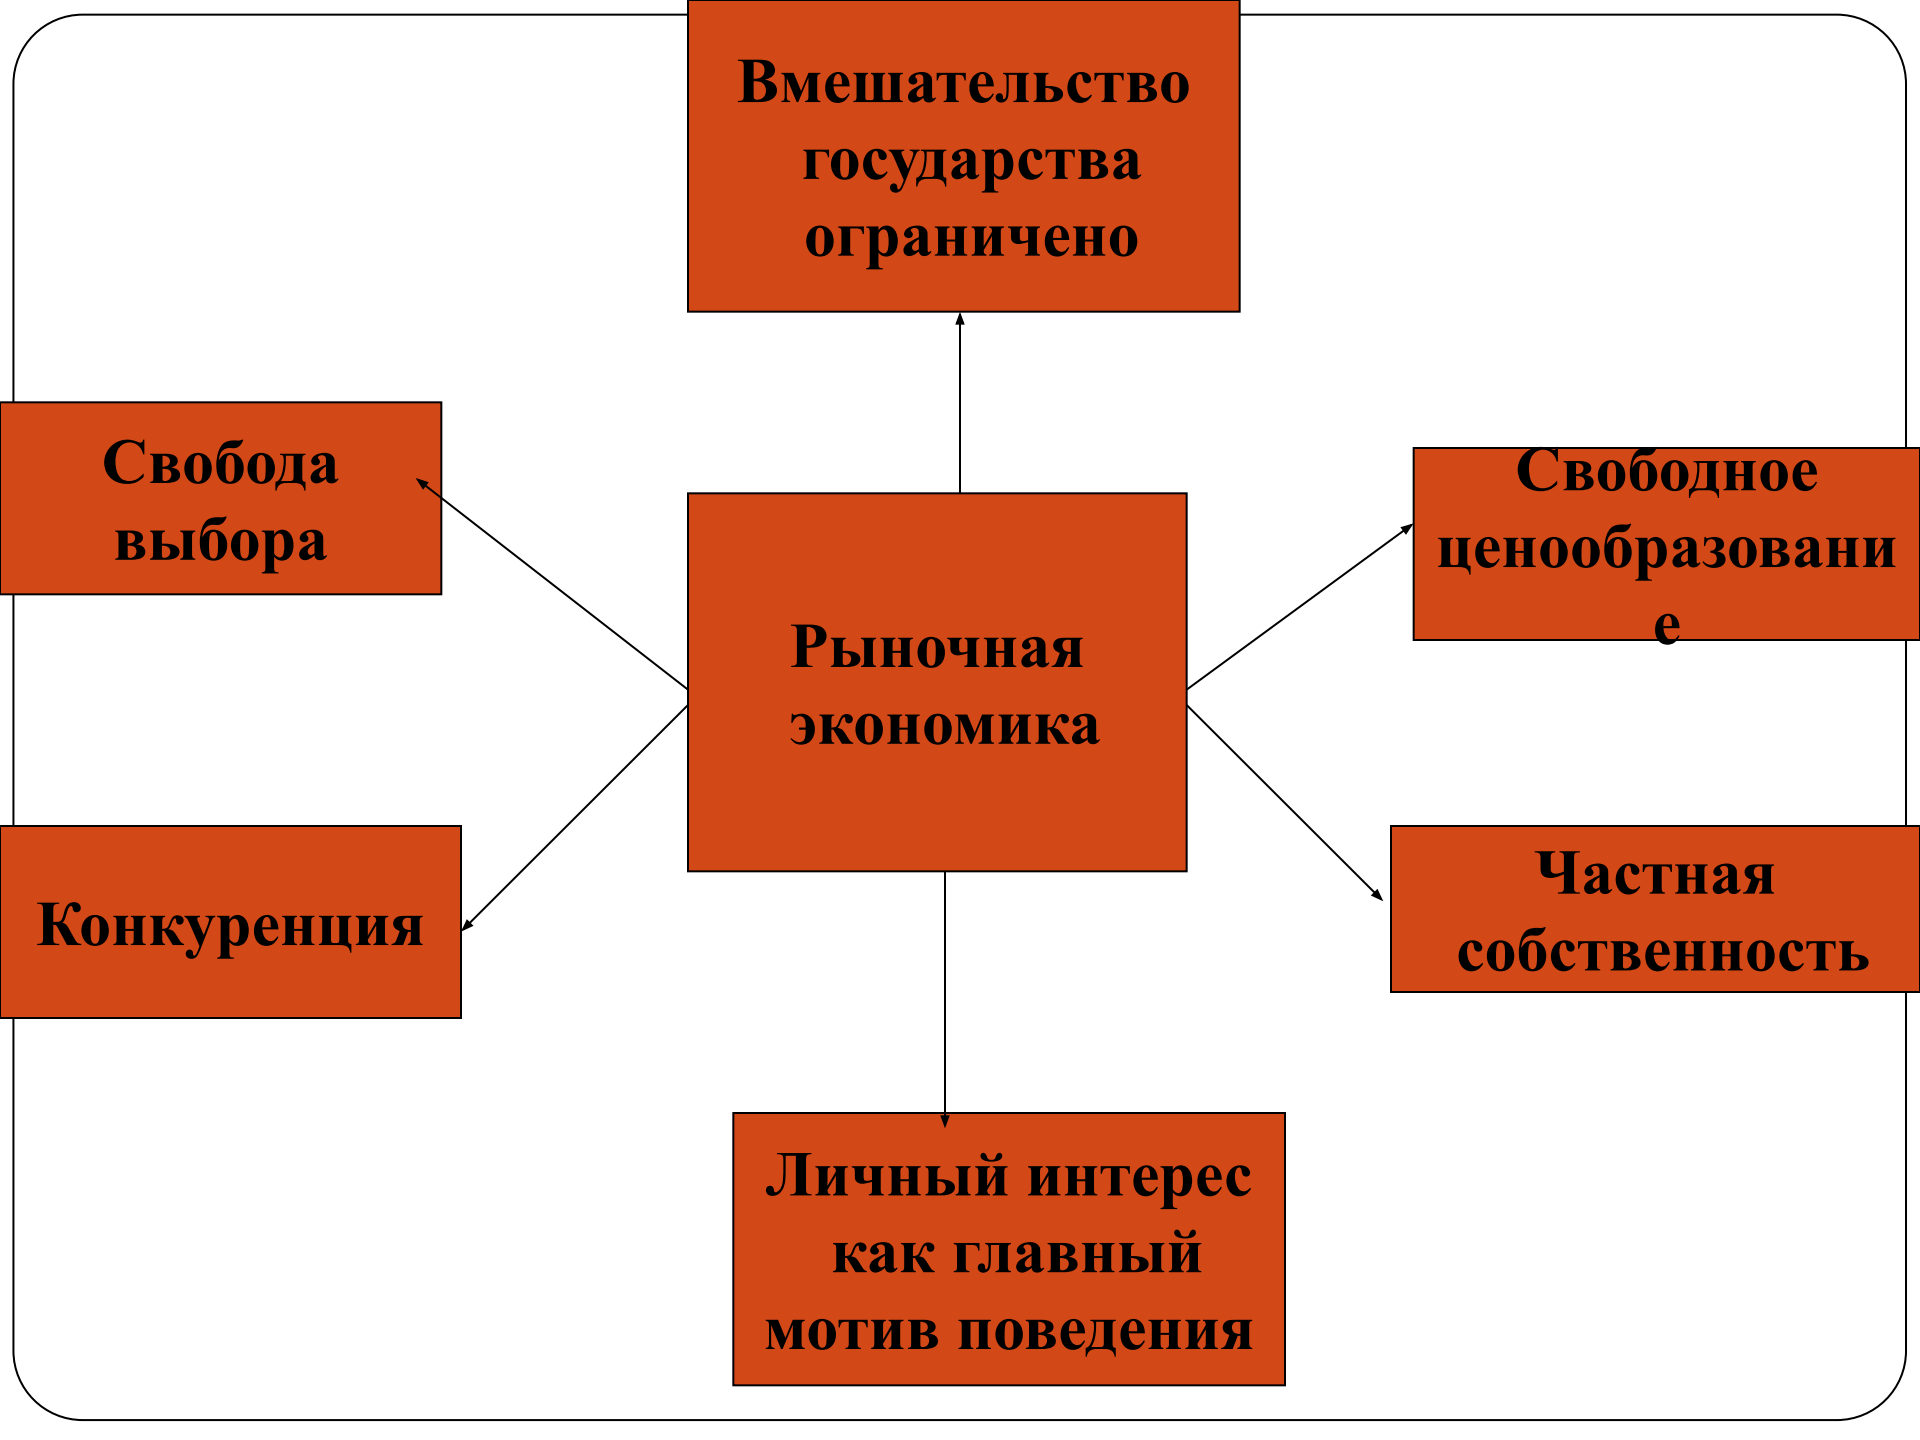 Вмешательство
государства
ограничено
Свобода
выбора
Свободное
ценообразовани
е
Рыночная
экономика
Конкуренция
Частная
собственность
Личный интерес
как главный
мотив поведения